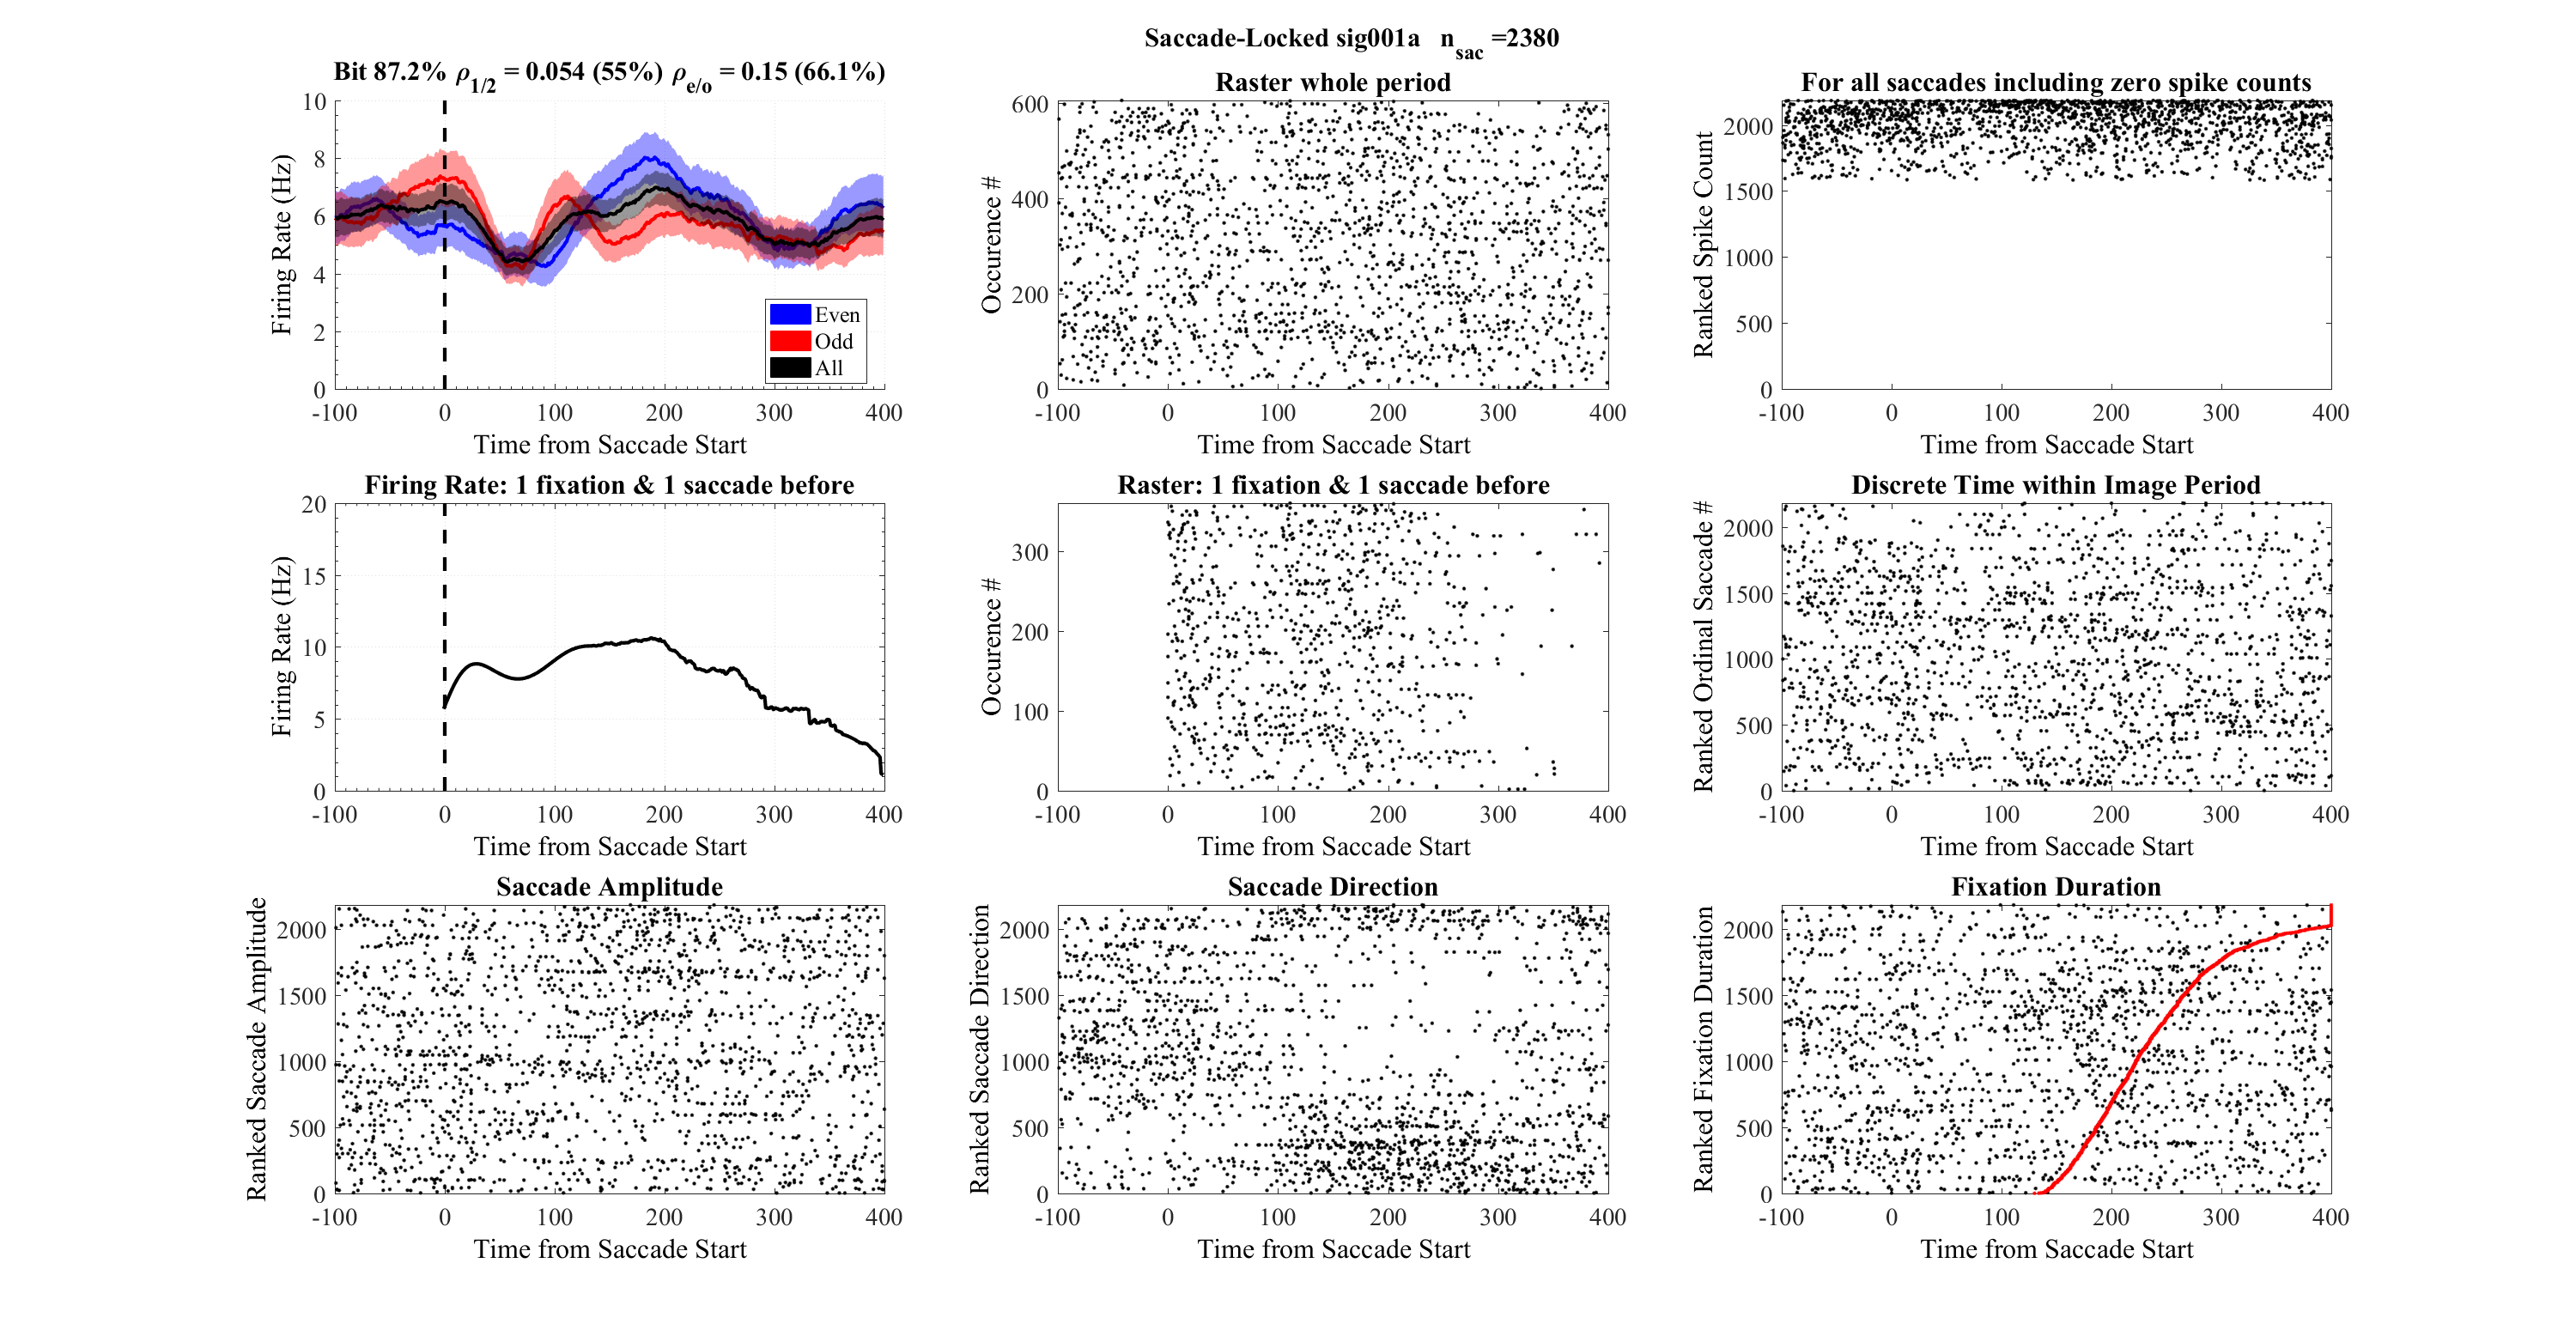 Saccade-Locked sig001a n_sac =2380
Bit 87.2% ρ_1/2 = 0.054 (55%) ρ_e/o = 0.15 (66.1%)
10
8
6
4
2
0
Firing Rate (Hz)
Even
Odd
All
-100 0 100 200 300 400
Time from Saccade Start
Raster whole period
600
400
200
0
Occurence #
-100 0 100 200 300 400
Time from Saccade Start
For all saccades including zero spike counts
2000
1500
1000
500
0
Ranked Spike Count
-100 0 100 200 300 400
Time from Saccade Start
Firing Rate: 1 fixation & 1 saccade before
20
15
10
5
0
Firing Rate (Hz)
-100 0 100 200 300 400
Time from Saccade Start
Raster: 1 fixation & 1 saccade before
300
200
100
0
Occurence #
-100 0 100 200 300 400
Time from Saccade Start
Discrete Time within Image Period
2000
1500
1000
500
0
Ranked Ordinal Saccade #
-100 0 100 200 300 400
Time from Saccade Start
Saccade Amplitude
2000
1500
1000
500
0
Ranked Saccade Amplitude
-100 0 100 200 300 400
Time from Saccade Start
Saccade Direction
2000
1500
1000
500
0
Ranked Saccade Direction
-100 0 100 200 300 400
Time from Saccade Start
Fixation Duration
2000
1500
1000
500
0
Ranked Fixation Duration
-100 0 100 200 300 400
Time from Saccade Start